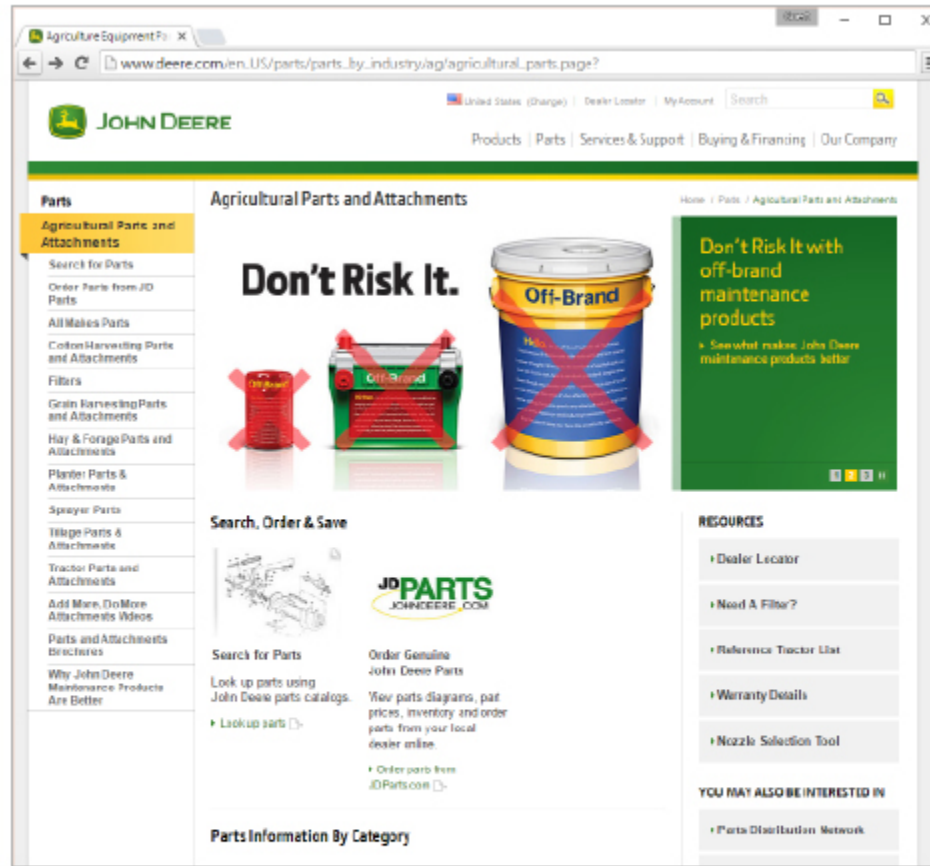 Agriculture Equipment Pa
www.deere.com/en_US/parts/parts_by_industry/ag/agricultural_parts.page?
United States (Change) | Dealer Locator | My Account Search
JOHN DEERE
Products | Parts | Services & Support | Buying & Financing | Our Company
Parts
Agricultural Parts and
Attachments
Search for Parts
Order Parts from JD
Parts
All Makes Parts
Cotton Harvesting Parts
and Attachments
Filters
Grain Harvesting Parts
and Attachments
Hay & Forage Parts and
Attachments
Planter Parts &
Attachments
Sprayer Parts
Tillage Parts &
Attachments
Tractor Parts and
Attachments
Add More, Do More
Attachments Videos
Parts and Attachments
Brochures
Why John Deere
Maintenance Products
Are Better
Agricultural Parts and Attachments
Home / Parts / Agricultural Parts and Attachments
Don't Risk It.
Off-Brand
Off-Brand
Off-Brand
Don't Risk It with
off-brand
maintenance
products
See what makes John Deere
maintenance products better
1 2 3
Search, Order & Save
JDPARTS
JOHNDEERE.COM
Search for Parts
Look up parts using
John Deere parts catalogs.
Look up parts
Order Genuine
John Deere Parts
View parts diagrams, part
prices, inventory and order
parts from your local
dealer online.
Order parts from
JDParts.com
Parts Information By Category
RESOURCES
Dealer Locator
Need A Filter?
Reference Tractor List
Warranty Details
Nozzle Selection Tool
YOU MAY ALSO BE INTERESTED IN
Parts Distribution Network